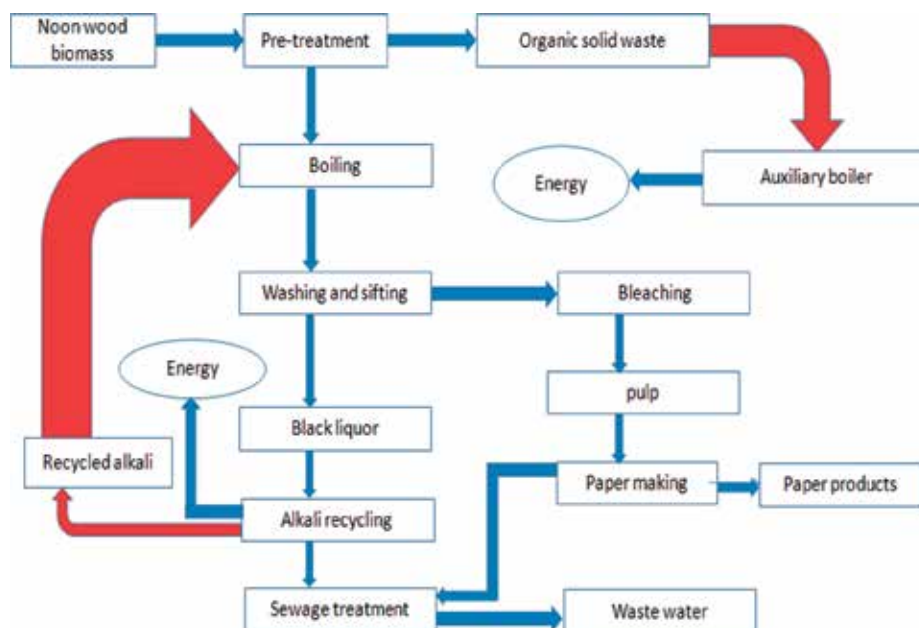 Noon wood
biomass
Pre-treatment
Organic solid waste
Boiling
Energy
Auxiliary boiler
Washing and sifting
Bleaching
Energy
pulp
Black liquor
Recycled alkali
Paper making
Paper products
Alkali recycling
Sewage treatment
Waste water